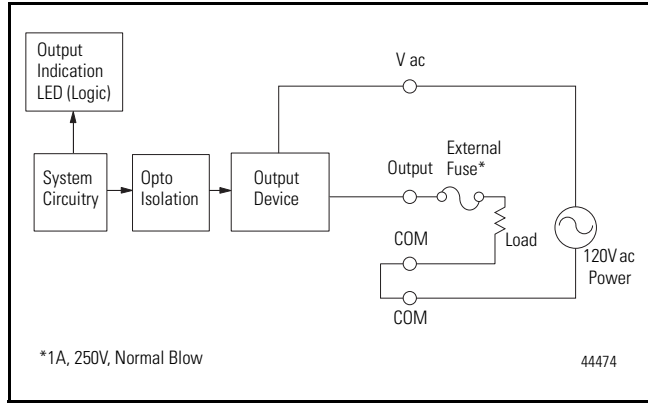 Output
Indication
LED (Logic)
V ac
System
Circuitry
Opto
Isolation
Output
Device
Output
External
Fuse*
Load
COM
COM
120V ac
Power
*1A, 250V, Normal Blow
44474